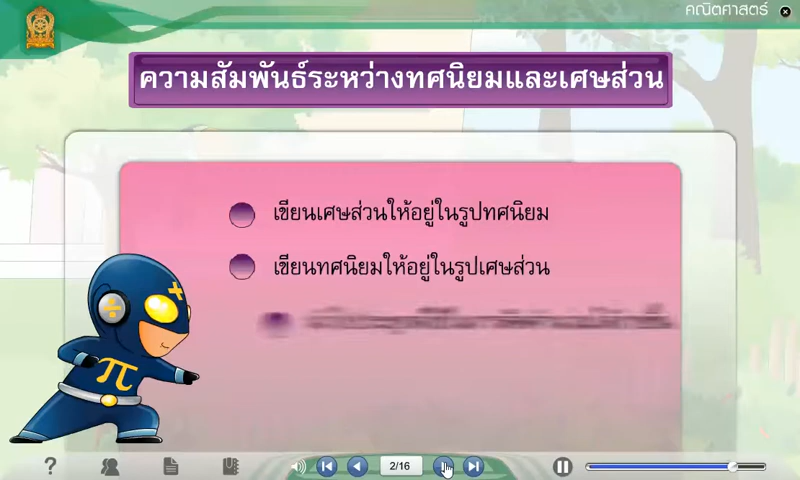 คณิตศาสตร์
ความสัมพันธ์ระหว่างทศนิยมและเศษส่วน
เขียนเศษส่วนให้อยู่ในรูปทศนิยม
เขียนทศนิยมให้อยู่ในรูปเศษส่วน
÷
+
π
?
2/16